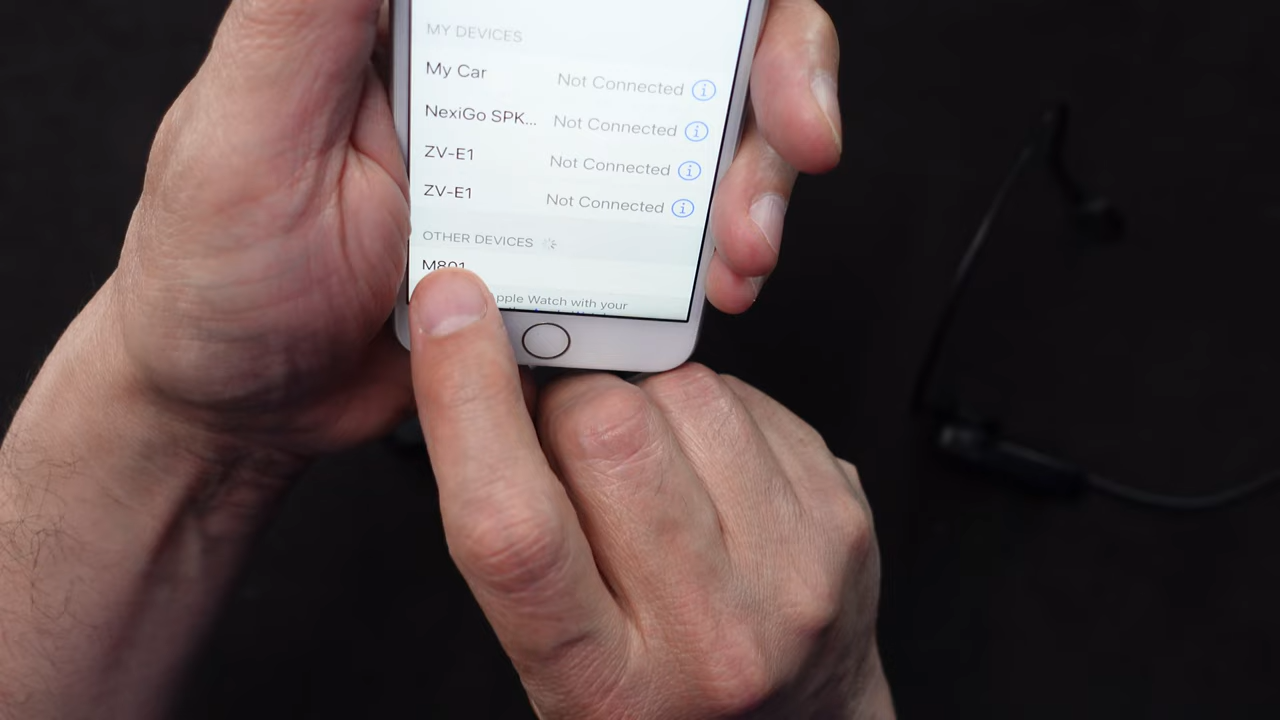 MY DEVICES
My Car Not Connected
NexiGo SPK... Not Connected
ZV-E1 Not Connected
ZV-E1 Not Connected
OTHER DEVICES
M801
pple Watch with your